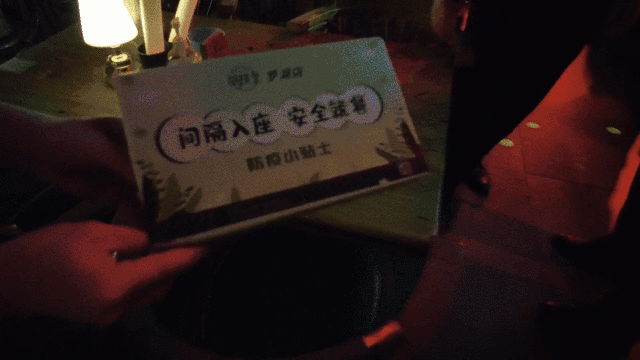 罗湖店
间隔入座 安全就餐
防疫小贴士